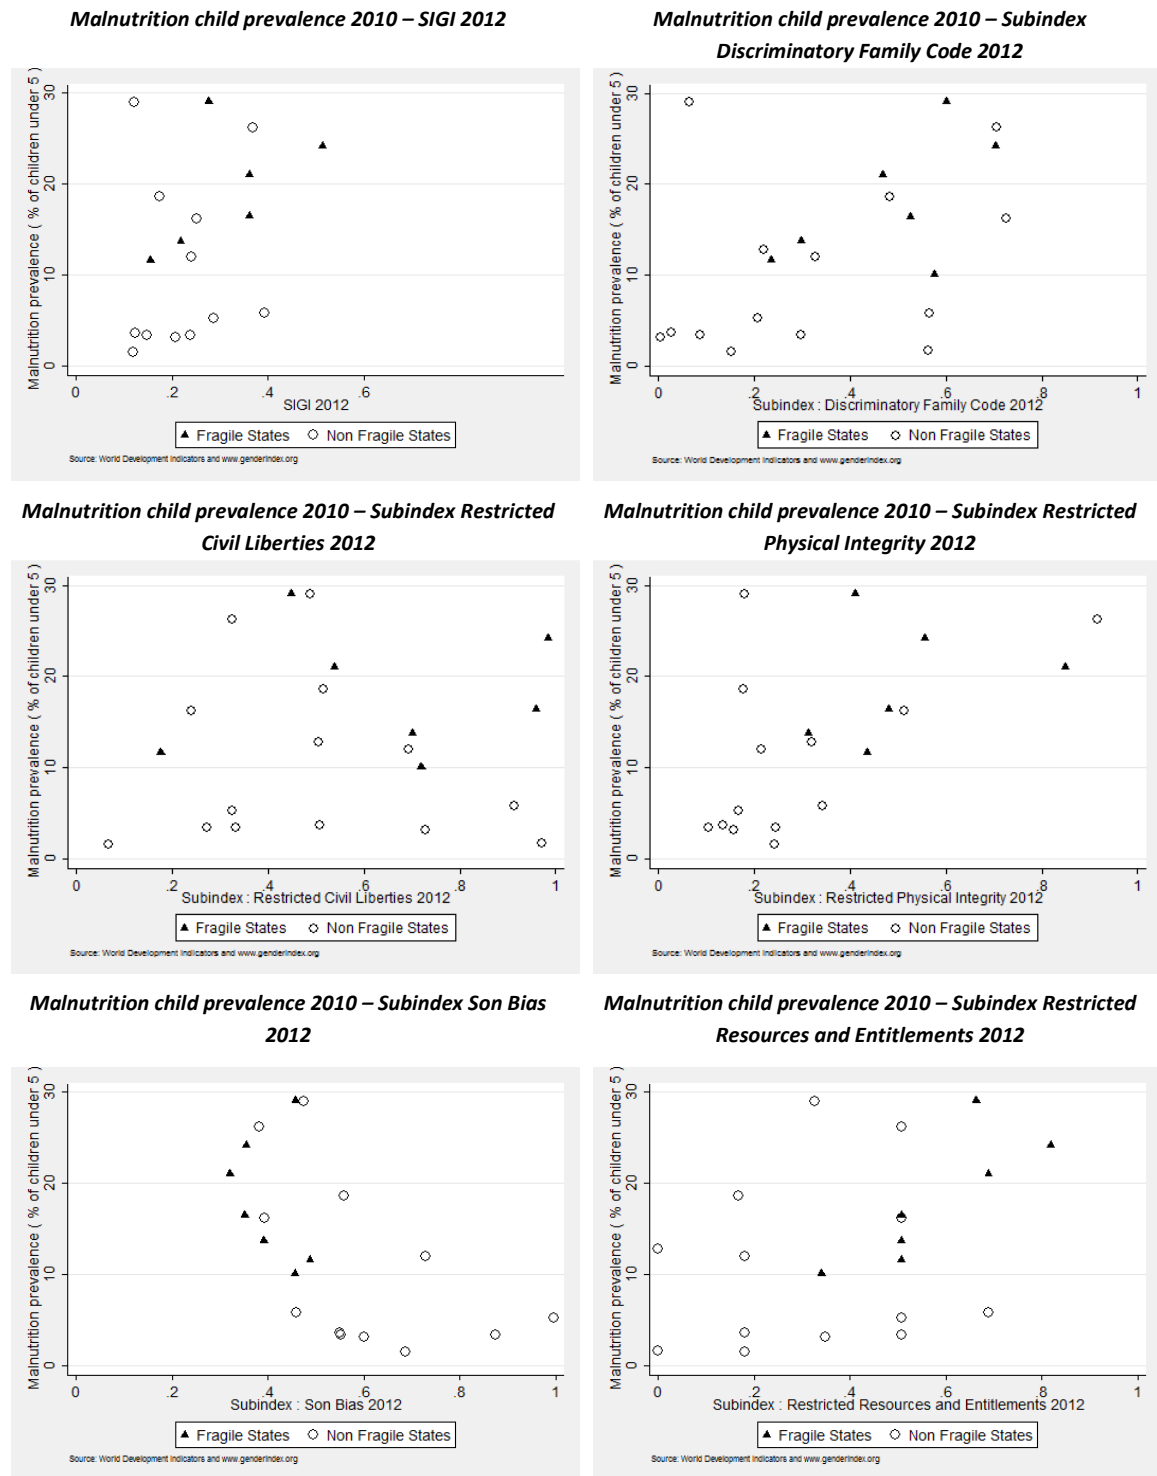 Malnutrition child prevalence 2010 – SIGI 2012
Malnutrition prevalence ( % of children under 5 )
30
20
10
0
0 .2 .4 .6
SIGI 2012
Fragile States Non Fragile States
Source: World Development Indicators and www.genderindex.org
Malnutrition child prevalence 2010 – Subindex
Discriminatory Family Code 2012
Malnutrition prevalence ( % of children under 5 )
30
20
10
0
0 .2 .4 .6 .8 1
Subindex : Discriminatory Family Code 2012
Fragile States Non Fragile States
Source: World Development Indicators and www.genderindex.org
Malnutrition child prevalence 2010 – Subindex Restricted
Civil Liberties 2012
Malnutrition prevalence ( % of children under 5 )
30
20
10
0
0 .2 .4 .6 .8 1
Subindex : Restricted Civil Liberties 2012
Fragile States Non Fragile States
Source: World Development Indicators and www.genderindex.org
Malnutrition child prevalence 2010 – Subindex Restricted
Physical Integrity 2012
Malnutrition prevalence ( % of children under 5 )
30
20
10
0
0 .2 .4 .6 .8 1
Subindex : Restricted Physical Integrity 2012
Fragile States Non Fragile States
Source: World Development Indicators and www.genderindex.org
Malnutrition child prevalence 2010 – Subindex Son Bias
2012
Malnutrition prevalence ( % of children under 5 )
30
20
10
0
0 .2 .4 .6 .8 1
Subindex : Son Bias 2012
Fragile States Non Fragile States
Source: World Development Indicators and www.genderindex.org
Malnutrition child prevalence 2010 – Subindex Restricted
Resources and Entitlements 2012
Malnutrition prevalence ( % of children under 5 )
30
20
10
0
0 .2 .4 .6 .8 1
Subindex : Restricted Resources and Entitlements 2012
Fragile States Non Fragile States
Source: World Development Indicators and www.genderindex.org